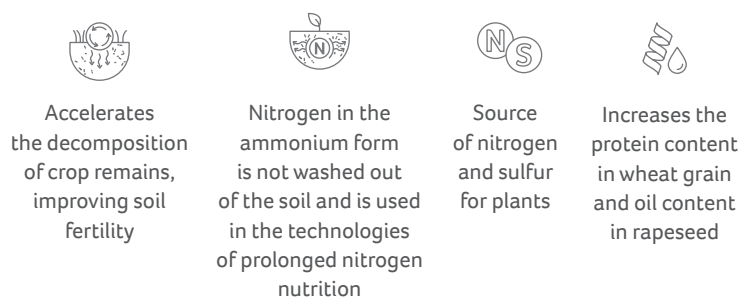 N
N S
Accelerates
the decomposition
of crop remains,
improving soil
fertility
Nitrogen in the
ammonium form
is not washed out
of the soil and is used
in the technologies
of prolonged nitrogen
nutrition
Source
of nitrogen
and sulfur
for plants
Increases the
protein content
in wheat grain
and oil content
in rapeseed